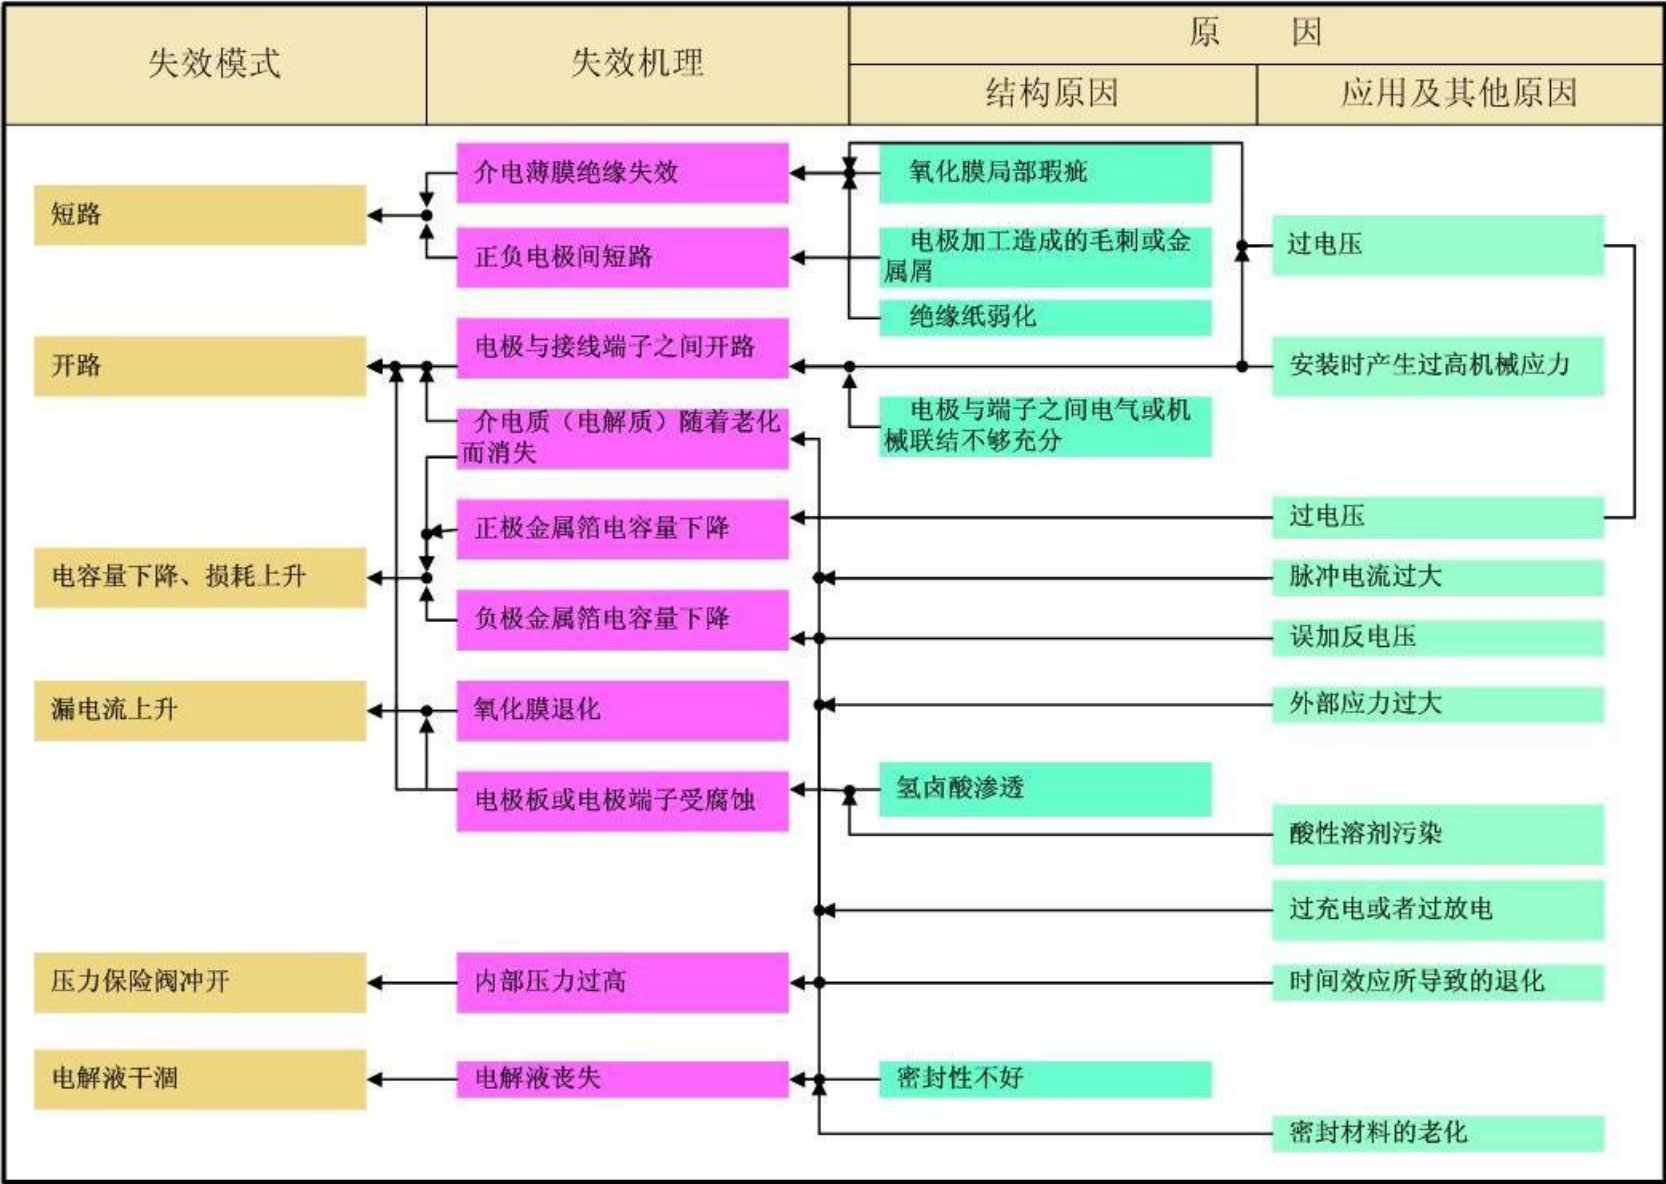 失效模式
失效机理
原 因
结构原因
应用及其他原因
介电薄膜绝缘失效
氧化膜局部瑕疵
短路
正负电极间短路
电极加工造成的毛刺或金
属屑
过电压
绝缘纸弱化
开路
电极与接线端子之间开路
安装时产生过高机械应力
介电质（电解质）随着老化
而消失
电极与端子之间电气或机
械联结不够充分
正极金属箔电容量下降
过电压
电容量下降、损耗上升
脉冲电流过大
负极金属箔电容量下降
误加反电压
漏电流上升
氧化膜退化
外部应力过大
电极板或电极端子受腐蚀
氢卤酸渗透
酸性溶剂污染
过充电或者过放电
压力保险阀冲开
内部压力过高
时间效应所导致的退化
电解液干涸
电解液丧失
密封性不好
密封材料的老化